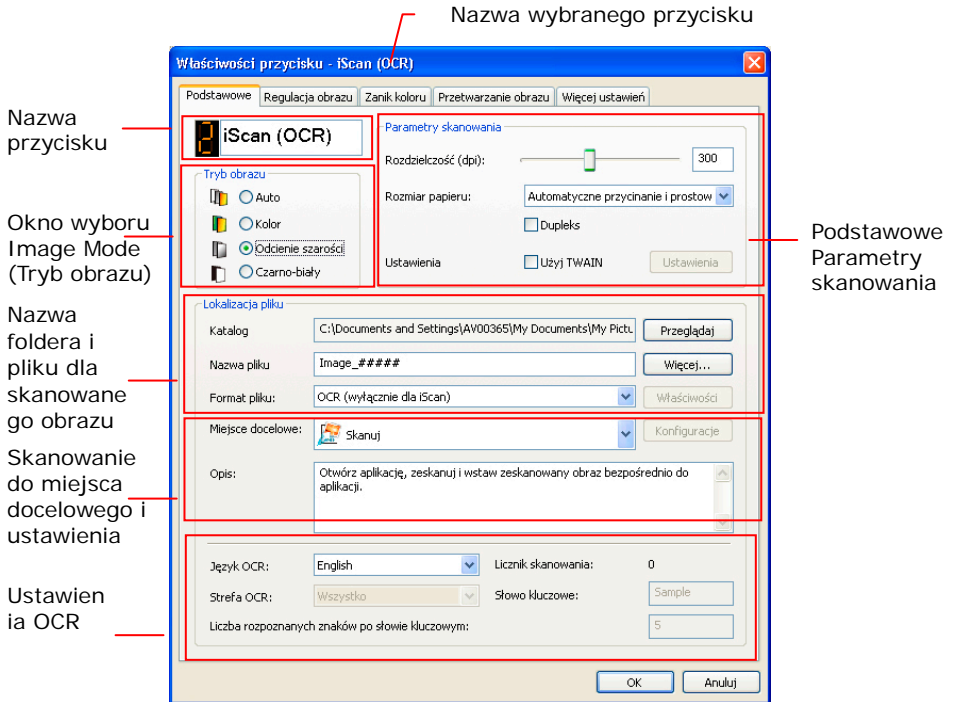 Nazwa wybranego przycisku
Właściwości przycisku - iScan (OCR)
Podstawowe Regulacja obrazu Zanik koloru Przetwarzanie obrazu Więcej ustawień
Nazwa
przycisku
2 iScan (OCR)
Tryb obrazu
Auto
Kolor
Odcienie szarości
Czarno-biały
Okno wyboru
Image Mode
(Tryb obrazu)
Parametry skanowania
Rozdzielczość (dpi): 300
Rozmiar papieru: Automatyczne przycinanie i prostow
Dupleks
Ustawienia Użyj TWAIN Ustawienia
Podstawowe
Parametry
skanowania
Nazwa
foldera i
pliku dla
skanowane
go obrazu
Lokalizacja pliku
Katalog C:\Documents and Settings\AV00365\My Documents\My Pictu Przeglądaj
Nazwa pliku Image_##### Więcej...
Format pliku: OCR (wyłącznie dla iScan) Właściwości
Skanowanie
do miejsca
docelowego i
ustawienia
Miejsce docelowe: Skanuj Konfiguracje
Opis: Otwórz aplikację, zeskanuj i wstaw zeskanowany obraz bezpośrednio do
aplikacji.
Ustawien
ia OCR
Język OCR: English Licznik skanowania: 0
Strefa OCR: Wszystko Słowo kluczowe: Sample
Liczba rozpoznanych znaków po słowie kluczowym: 5
OK Anuluj